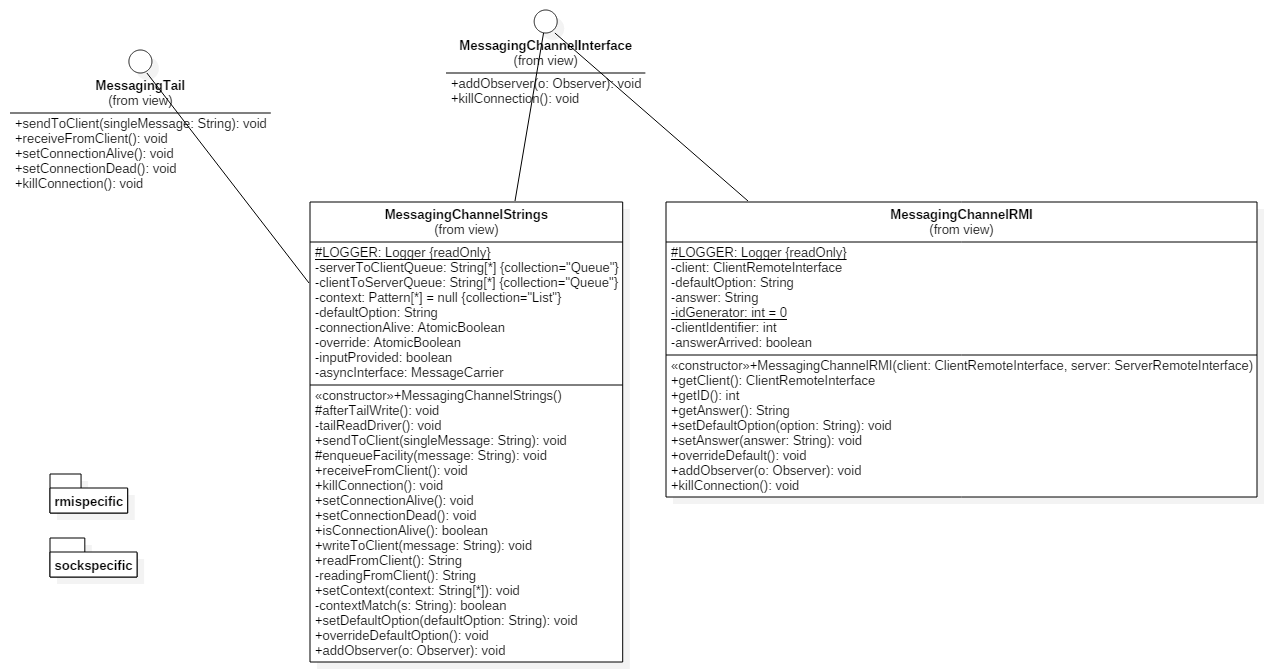 MessagingTail
(from view)
+sendToClient(singleMessage: String): void
+receiveFromClient(): void
+setConnectionAlive(): void
+setConnectionDead(): void
+killConnection(): void
MessagingChannelInterface
(from view)
+addObserver(o: Observer): void
+killConnection(): void
MessagingChannelStrings
(from view)
#LOGGER: Logger {readOnly}
-serverToClientQueue: String[*] {collection="Queue"}
-clientToServerQueue: String[*] {collection="Queue"}
-context: Pattern[*] = null {collection="List"}
-defaultOption: String
-connectionAlive: AtomicBoolean
-override: AtomicBoolean
-inputProvided: boolean
-asyncInterface: MessageCarrier
«constructor»+MessagingChannelStrings()
#afterTailWrite(): void
-tailReadDriver(): void
+sendToClient(singleMessage: String): void
#enqueueFacility(message: String): void
+receiveFromClient(): void
+killConnection(): void
+setConnectionAlive(): void
+setConnectionDead(): void
+isConnectionAlive(): boolean
+writeToClient(message: String): void
+readFromClient(): String
-readingFromClient(): String
+setContext(context: String[*]): void
-contextMatch(s: String): boolean
+setDefaultOption(defaultOption: String): void
+overrideDefaultOption(): void
+addObserver(o: Observer): void
MessagingChannelRMI
(from view)
#LOGGER: Logger {readOnly}
-client: ClientRemoteInterface
-defaultOption: String
-answer: String
-idGenerator: int = 0
-clientIdentifier: int
-answerArrived: boolean
«constructor»+MessagingChannelRMI(client: ClientRemoteInterface, server: ServerRemoteInterface)
+getClient(): ClientRemoteInterface
+getID(): int
+getAnswer(): String
+setDefaultOption(option: String): void
+setAnswer(answer: String): void
+overrideDefault(): void
+addObserver(o: Observer): void
+killConnection(): void
rmispecific
sockspecific